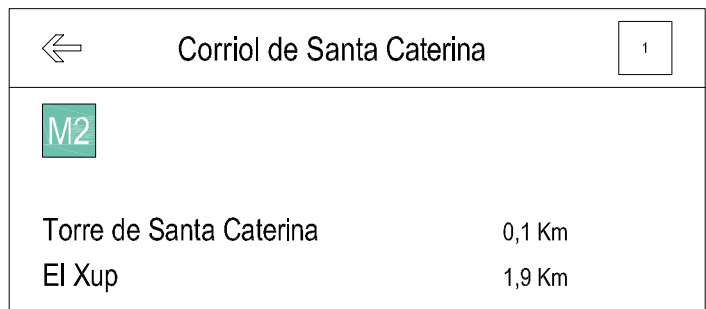 Corriol de Santa Caterina 1
M2
Torre de Santa Caterina 0,1 Km
El Xup 1,9 Km